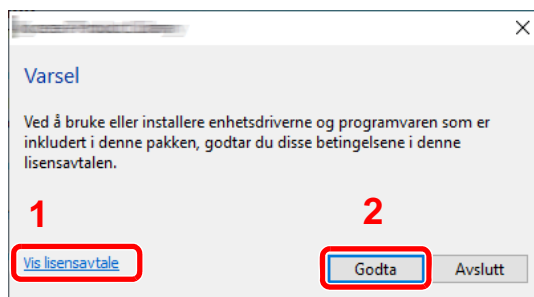 Varsel
Ved å bruke eller installere enhetsdriverne og programvaren som er
inkludert i denne pakken, godtar du disse betingelsene i denne
lisensavtalen.
1
2
Vis lisensavtale
Godta
Avslutt